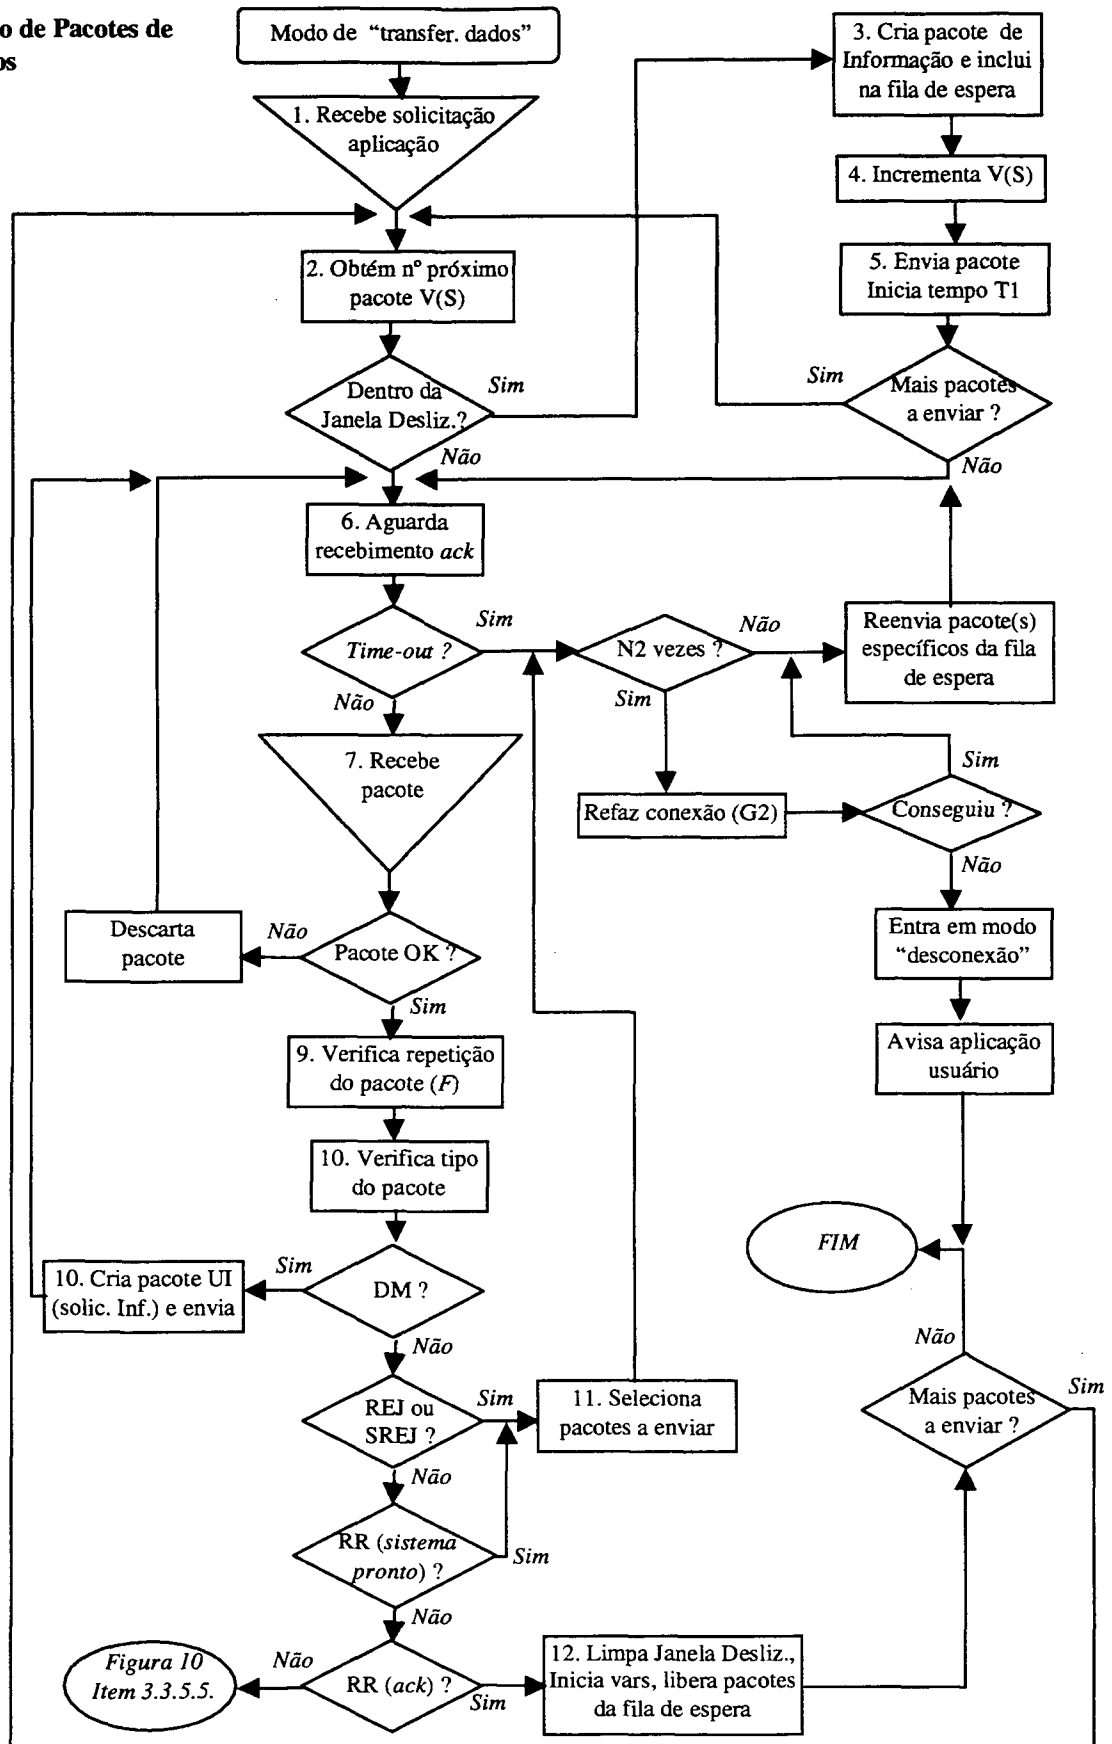 o de Pacotes de
os
Modo de “transfer. dados”
1. Recebe solicitação
aplicação
2. Obtém nº próximo
pacote V(S)
Dentro da
Janela Desliz.?
Sim
Não
3. Cria pacote de
Informação e inclui
na fila de espera
4. Incrementa V(S)
5. Envia pacote
Inicia tempo T1
Mais pacotes
a enviar ?
Sim
Não
6. Aguarda
recebimento ack
Time-out ?
Sim
Não
N2 vezes ?
Não
Sim
Reenvia pacote(s)
específicos da fila
de espera
Refaz conexão (G2)
Conseguiu ?
Sim
Não
Entra em modo
“desconexão”
Avisa aplicação
usuário
7. Recebe
pacote
Pacote OK ?
Não
Sim
Descarta
pacote
9. Verifica repetição
do pacote (F)
10. Verifica tipo
do pacote
DM ?
Sim
Não
10. Cria pacote UI
(solic. Inf.) e envia
REJ ou
SREJ ?
Sim
Não
11. Seleciona
pacotes a enviar
RR (sistema
pronto) ?
Sim
Não
RR (ack) ?
Não
Sim
Figura 10
Item 3.3.5.5.
12. Limpa Janela Desliz.,
Inicia vars, libera pacotes
da fila de espera
Mais pacotes
a enviar ?
Não
Sim
FIM